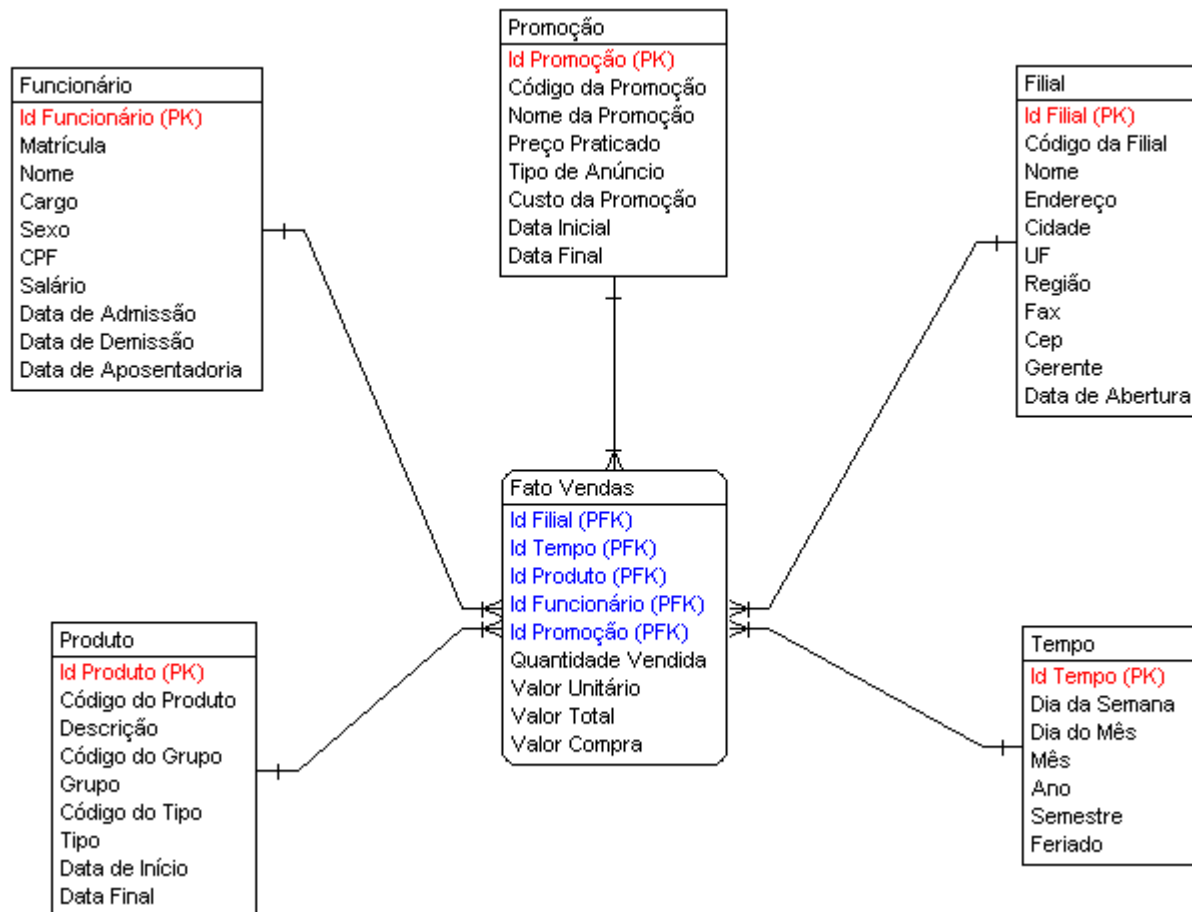 Promoção
Id Promoção (PK)
Código da Promoção
Nome da Promoção
Preço Praticado
Tipo de Anúncio
Custo da Promoção
Data Inicial
Data Final
Funcionário
Id Funcionário (PK)
Matrícula
Nome
Cargo
Sexo
CPF
Salário
Data de Admissão
Data de Demissão
Data de Aposentadoria
Filial
Id Filial (PK)
Código da Filial
Nome
Endereço
Cidade
UF
Região
Fax
Cep
Gerente
Data de Abertura
Fato Vendas
Id Filial (PFK)
Id Tempo (PFK)
Id Produto (PFK)
Id Funcionário (PFK)
Id Promoção (PFK)
Quantidade Vendida
Valor Unitário
Valor Total
Valor Compra
Produto
Id Produto (PK)
Código do Produto
Descrição
Código do Grupo
Grupo
Código do Tipo
Tipo
Data de Início
Data Final
Tempo
Id Tempo (PK)
Dia da Semana
Dia do Mês
Mês
Ano
Semestre
Feriado